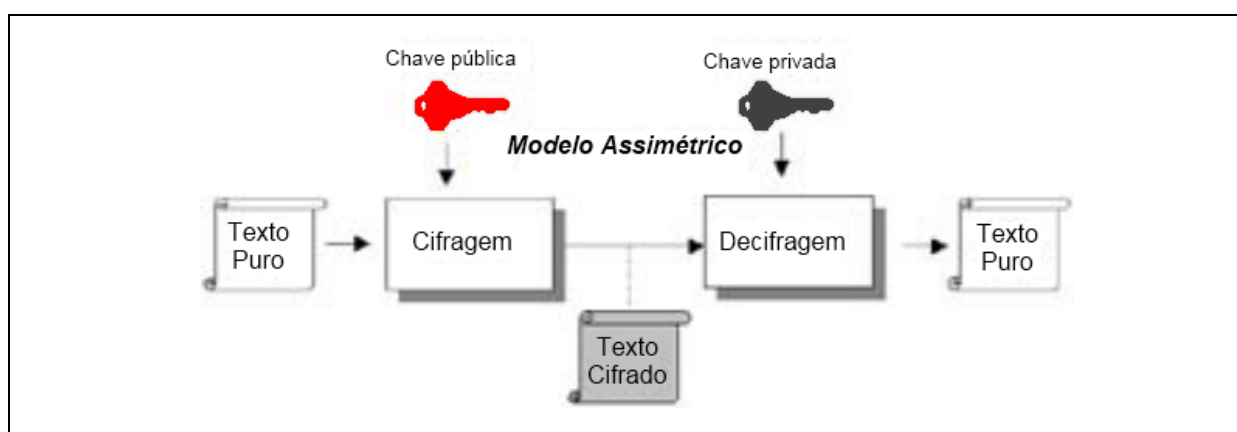 Chave pública
Chave privada
Modelo Assimétrico
Texto
Puro
Cifragem
Decifragem
Texto
Puro
Texto
Cifrado